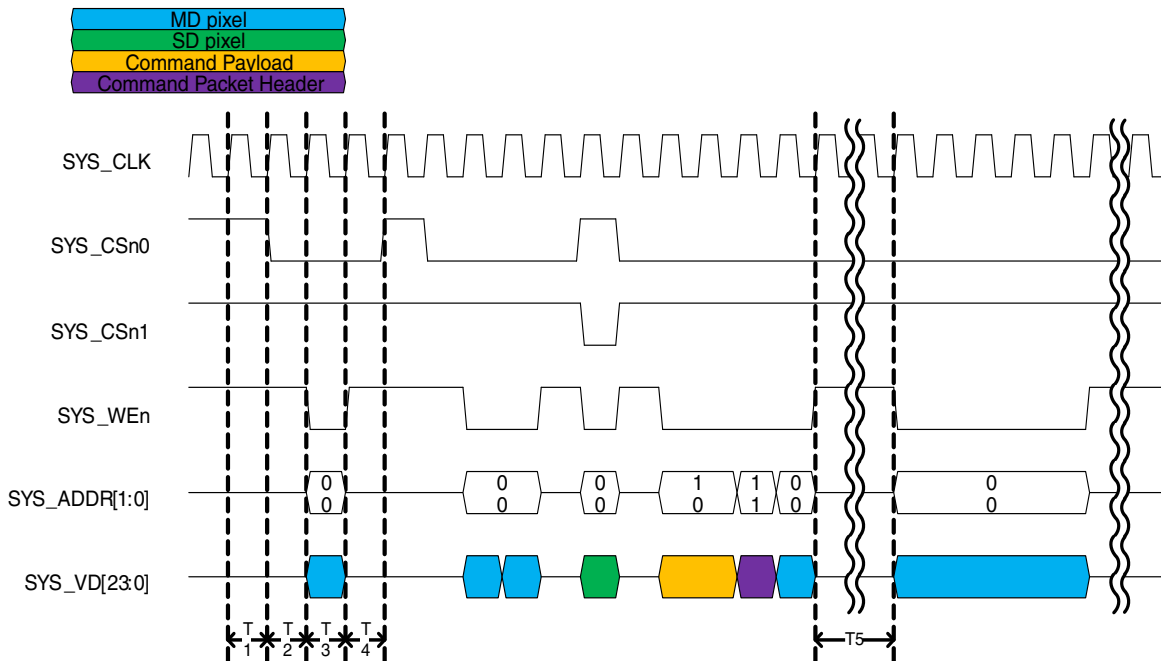 MD pixel
SD pixel
Command Payload
Command Packet Header
SYS_CLK
SYS_CSn0
SYS_CSn1
SYS_WEn
SYS_ADDR[1:0]
0 0 0 1 1 0 0
0 0 0 0 1 0 0
SYS_VD[23:0]
T T T T T5
1 2 3 4